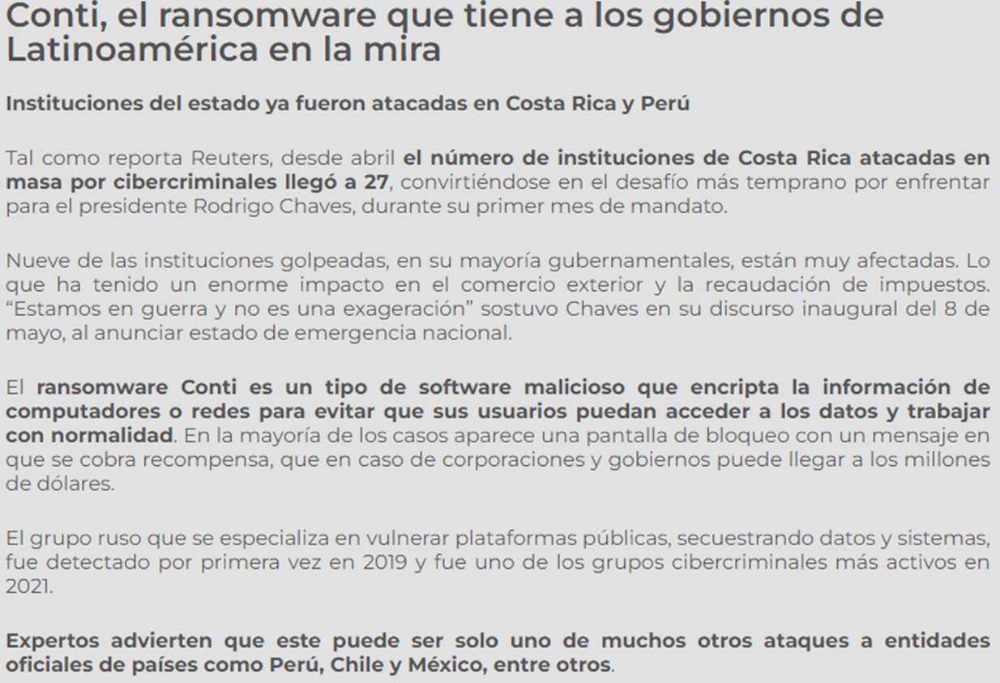 Conti, el ransomware que tiene a los gobiernos de
Latinoamérica en la mira
Instituciones del estado ya fueron atacadas en Costa Rica y Perú
Tal como reporta Reuters, desde abril el número de instituciones de Costa Rica atacadas en
masa por cibercriminales llegó a 27, convirtiéndose en el desafío más temprano por enfrentar
para el presidente Rodrigo Chaves, durante su primer mes de mandato.
Nueve de las instituciones golpeadas, en su mayoría gubernamentales, están muy afectadas. Lo
que ha tenido un enorme impacto en el comercio exterior y la recaudación de impuestos.
“Estamos en guerra y no es una exageración” sostuvo Chaves en su discurso inaugural del 8 de
mayo, al anunciar estado de emergencia nacional.
El ransomware Conti es un tipo de software malicioso que encripta la información de
computadores o redes para evitar que sus usuarios puedan acceder a los datos y trabajar
con normalidad. En la mayoría de los casos aparece una pantalla de bloqueo con un mensaje en
que se cobra recompensa, que en caso de corporaciones y gobiernos puede llegar a los millones
de dólares.
El grupo ruso que se especializa en vulnerar plataformas públicas, secuestrando datos y sistemas,
fue detectado por primera vez en 2019 y fue uno de los grupos cibercriminales más activos en
2021.
Expertos advierten que este puede ser solo uno de muchos otros ataques a entidades
oficiales de países como Perú, Chile y México, entre otros.